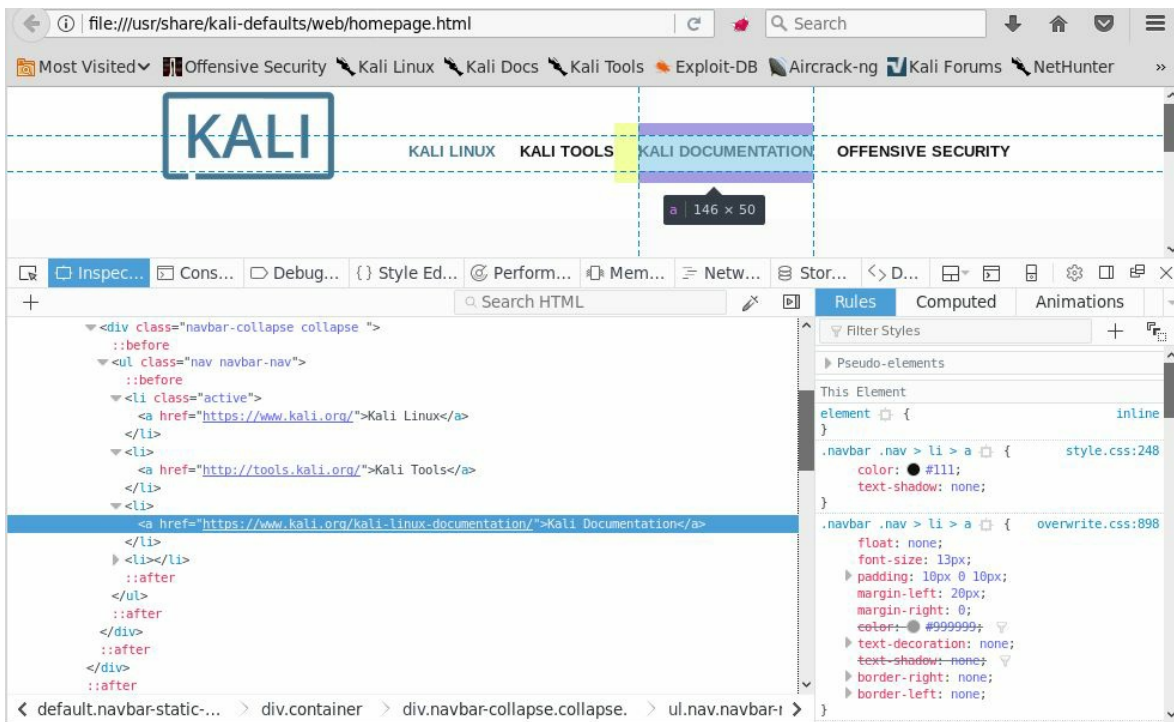 file:///usr/share/kali-defaults/web/homepage.html Search
Most Visited Offensive Security Kali Linux Kali Docs Kali Tools Exploit-DB Aircrack-ng Kali Forums NetHunter »
KALI
KALI LINUX KALI TOOLS KALI DOCUMENTATION OFFENSIVE SECURITY
a 146 × 50
Inspec... Cons... Debug... {} Style Ed... Perform... Mem... Netw... Stor... D...
+ Search HTML
<div class="navbar-collapse collapse ">
::before
<ul class="nav navbar-nav">
::before
<li class="active">
<a href="https://www.kali.org/">Kali Linux</a>
</li>
<li>
<a href="http://tools.kali.org/">Kali Tools</a>
</li>
<li>
<a href="https://www.kali.org/kali-linux-documentation/">Kali Documentation</a>
</li>
<li></li>
::after
</ul>
::after
</div>
::after
</div>
::after
default.navbar-static-... div.container div.navbar-collapse.collapse. ul.nav.navbar-r
Rules Computed Animations
Filter Styles +
Pseudo-elements
This Element
element { inline
}
.navbar .nav > li > a { style.css:248
color: #111;
text-shadow: none;
}
.navbar .nav > li > a { overwrite.css:898
float: none;
font-size: 13px;
padding: 10px 0 10px;
margin-left: 20px;
margin-right: 0;
color: #999999;
text-decoration: none;
text-shadow: none;
border-right: none;
border-left: none;
}